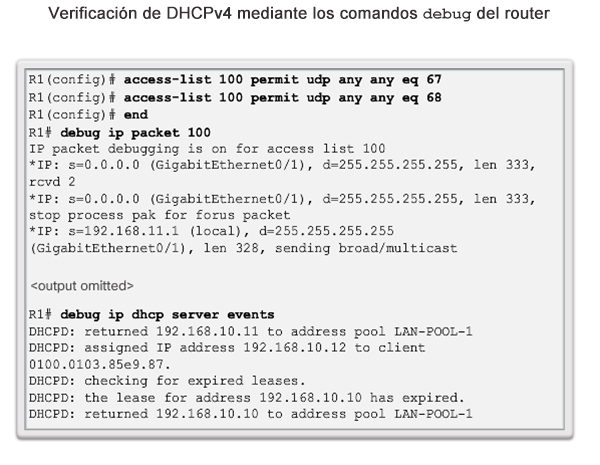 Verificación de DHCPv4 mediante los comandos debug del router
R1(config)# access-list 100 permit udp any any eq 67
R1(config)# access-list 100 permit udp any any eq 68
R1(config)# end
R1# debug ip packet 100
IP packet debugging is on for access list 100
*IP: s=0.0.0.0 (GigabitEthernet0/1), d=255.255.255.255, len 333,
rcvd 2
*IP: s=0.0.0.0 (GigabitEthernet0/1), d=255.255.255.255, len 333,
stop process pak for forus packet
*IP: s=192.168.11.1 (local), d=255.255.255.255
(GigabitEthernet0/1), len 328, sending broad/multicast
<output omitted>
R1# debug ip dhcp server events
DHCPD: returned 192.168.10.11 to address pool LAN-POOL-1
DHCPD: assigned IP address 192.168.10.12 to client
0100.0103.85e9.87.
DHCPD: checking for expired leases.
DHCPD: the lease for address 192.168.10.10 has expired.
DHCPD: returned 192.168.10.10 to address pool LAN-POOL-1